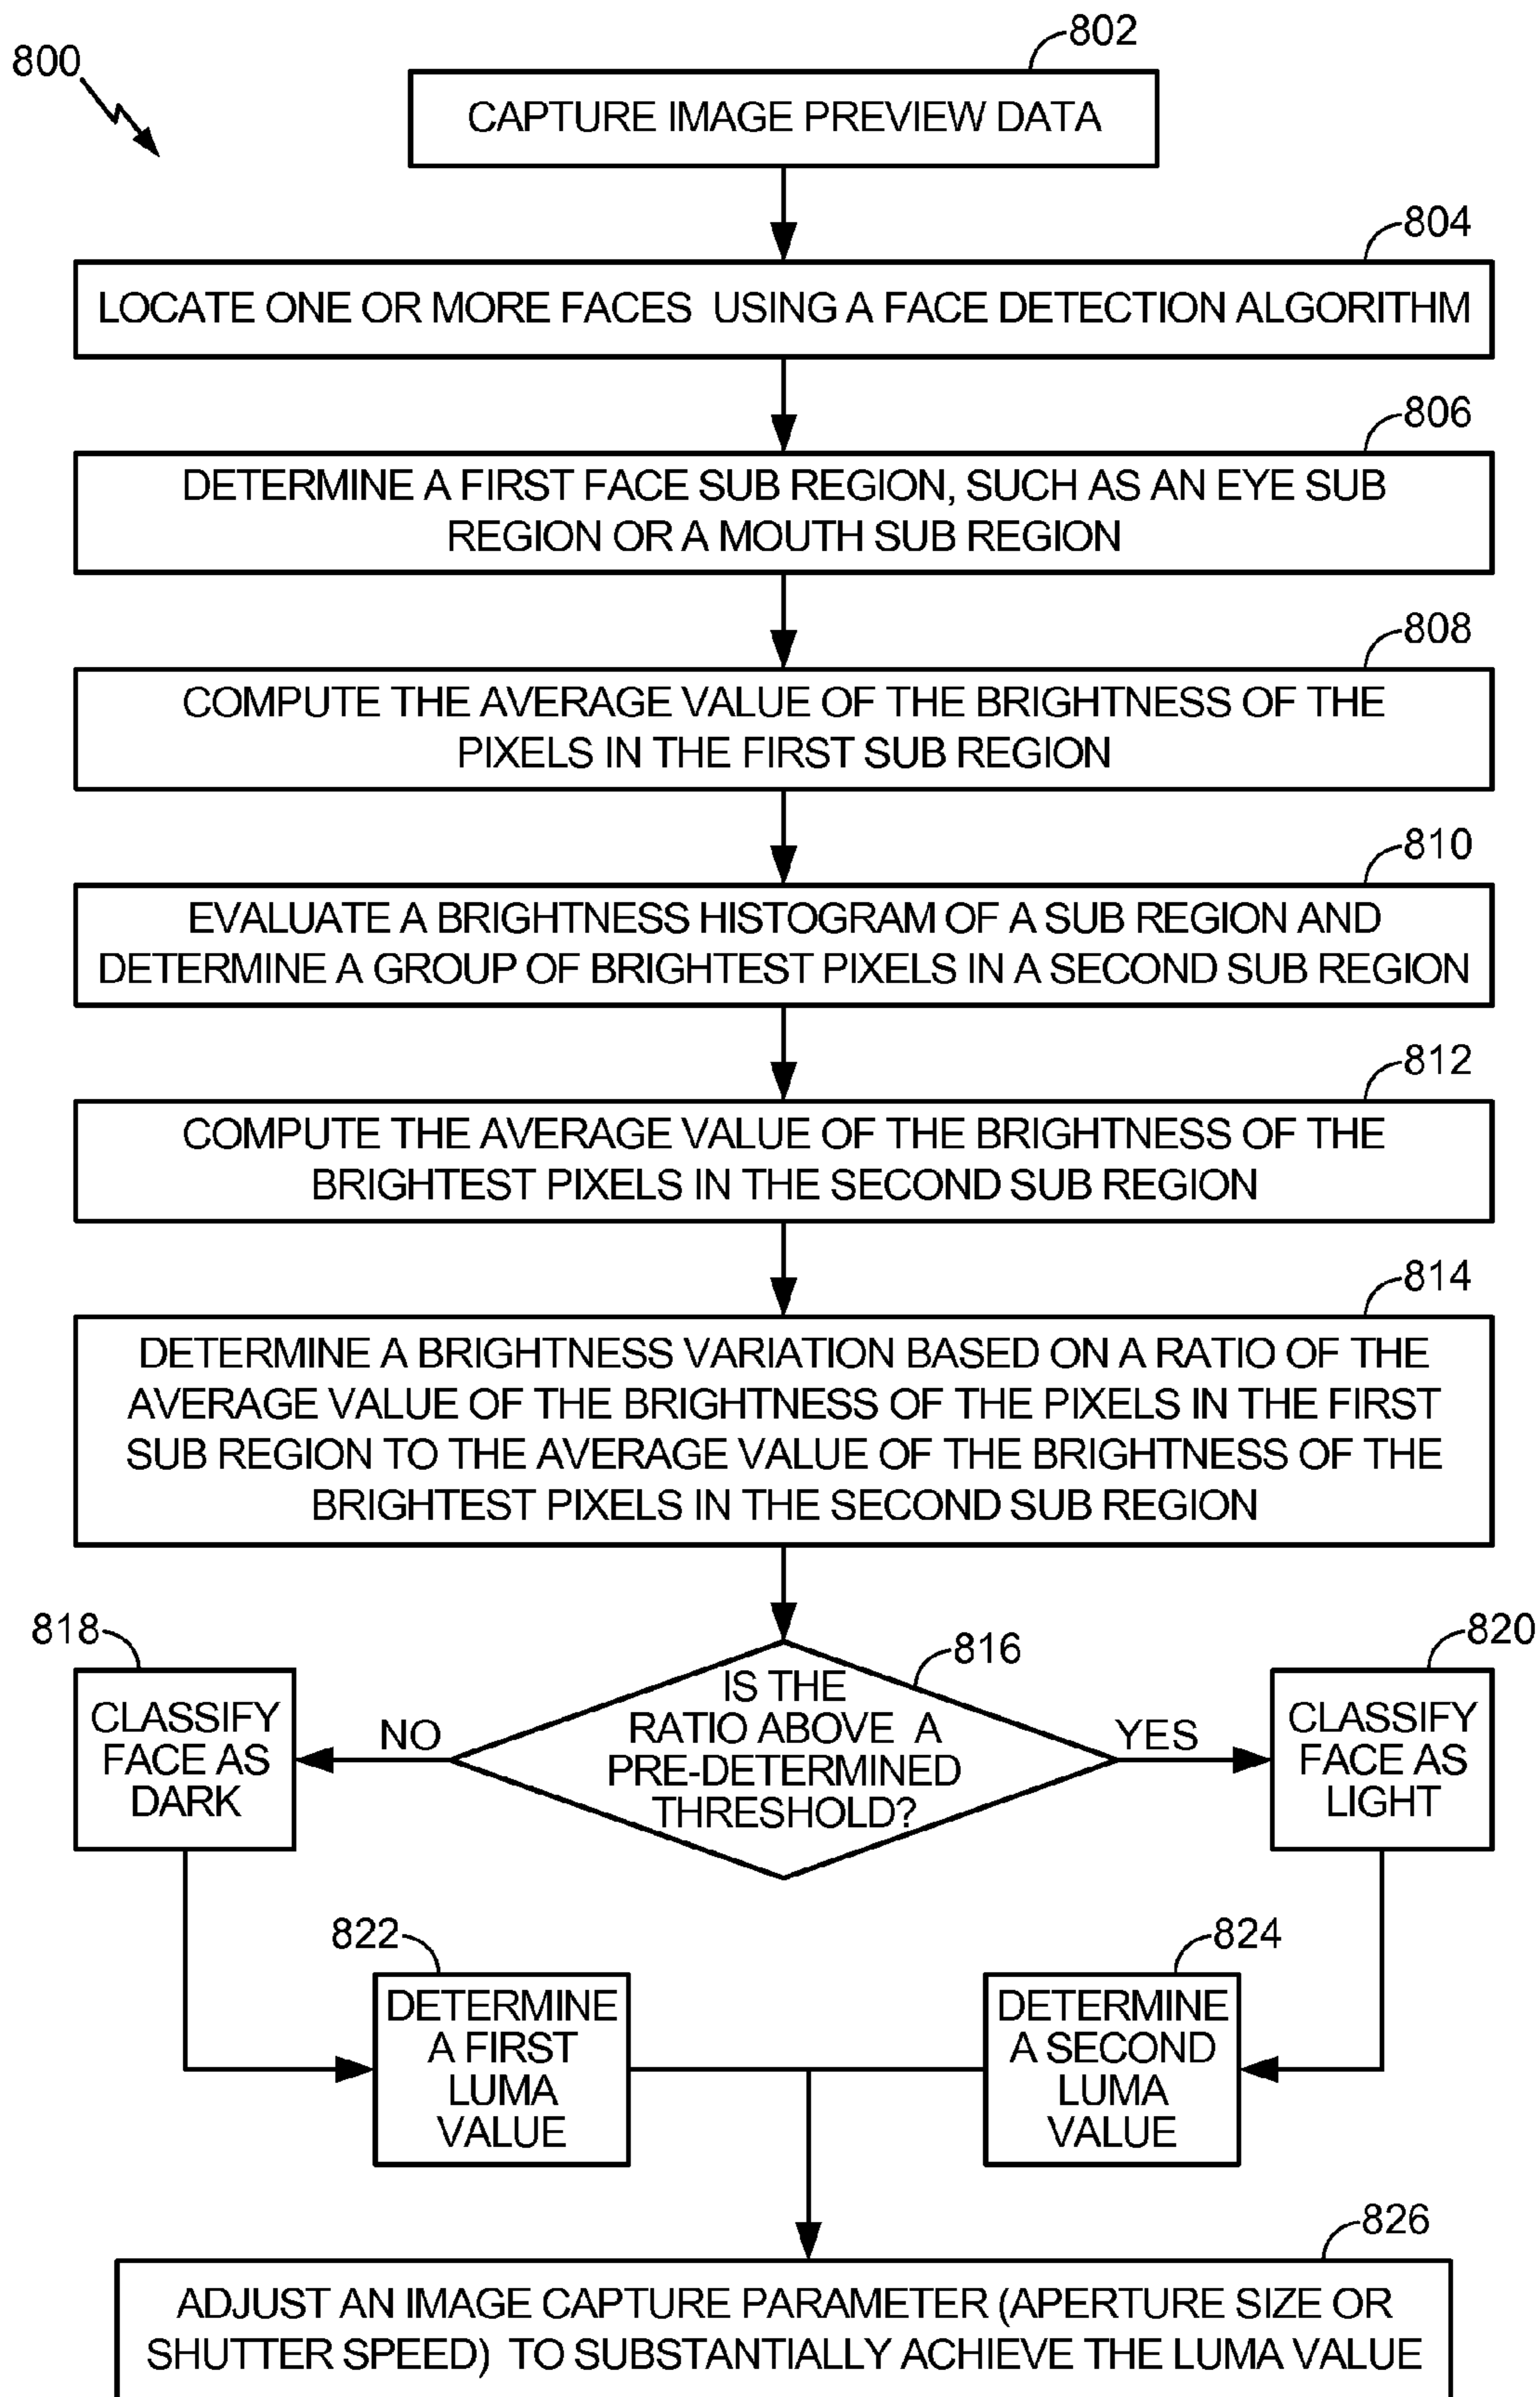 800
802
CAPTURE IMAGE PREVIEW DATA
804
LOCATE ONE OR MORE FACES USING A FACE DETECTION ALGORITHM
806
DETERMINE A FIRST FACE SUB REGION, SUCH AS AN EYE SUB
REGION OR A MOUTH SUB REGION
808
COMPUTE THE AVERAGE VALUE OF THE BRIGHTNESS OF THE
PIXELS IN THE FIRST SUB REGION
810
EVALUATE A BRIGHTNESS HISTOGRAM OF A SUB REGION AND
DETERMINE A GROUP OF BRIGHTEST PIXELS IN A SECOND SUB REGION
812
COMPUTE THE AVERAGE VALUE OF THE BRIGHTNESS OF THE
BRIGHTEST PIXELS IN THE SECOND SUB REGION
814
DETERMINE A BRIGHTNESS VARIATION BASED ON A RATIO OF THE
AVERAGE VALUE OF THE BRIGHTNESS OF THE PIXELS IN THE FIRST
SUB REGION TO THE AVERAGE VALUE OF THE BRIGHTNESS OF THE
BRIGHTEST PIXELS IN THE SECOND SUB REGION
816
IS THE
RATIO ABOVE A
PRE-DETERMINED
THRESHOLD?
NO
818
CLASSIFY
FACE AS
DARK
YES
820
CLASSIFY
FACE AS
LIGHT
822
DETERMINE
A FIRST
LUMA
VALUE
824
DETERMINE
A SECOND
LUMA
VALUE
826
ADJUST AN IMAGE CAPTURE PARAMETER (APERTURE SIZE OR
SHUTTER SPEED) TO SUBSTANTIALLY ACHIEVE THE LUMA VALUE